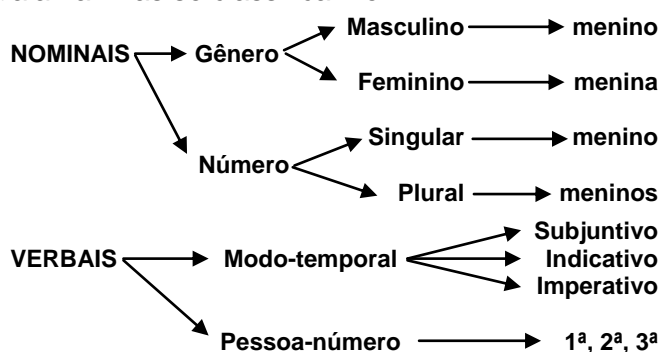 Masculino menino
NOMINAIS Gênero
Feminino menina
Singular menino
Número
Plural meninos
Subjuntivo
VERBAIS Modo-temporal Indicativo
Imperativo
Pessoa-número 1ª, 2ª, 3ª